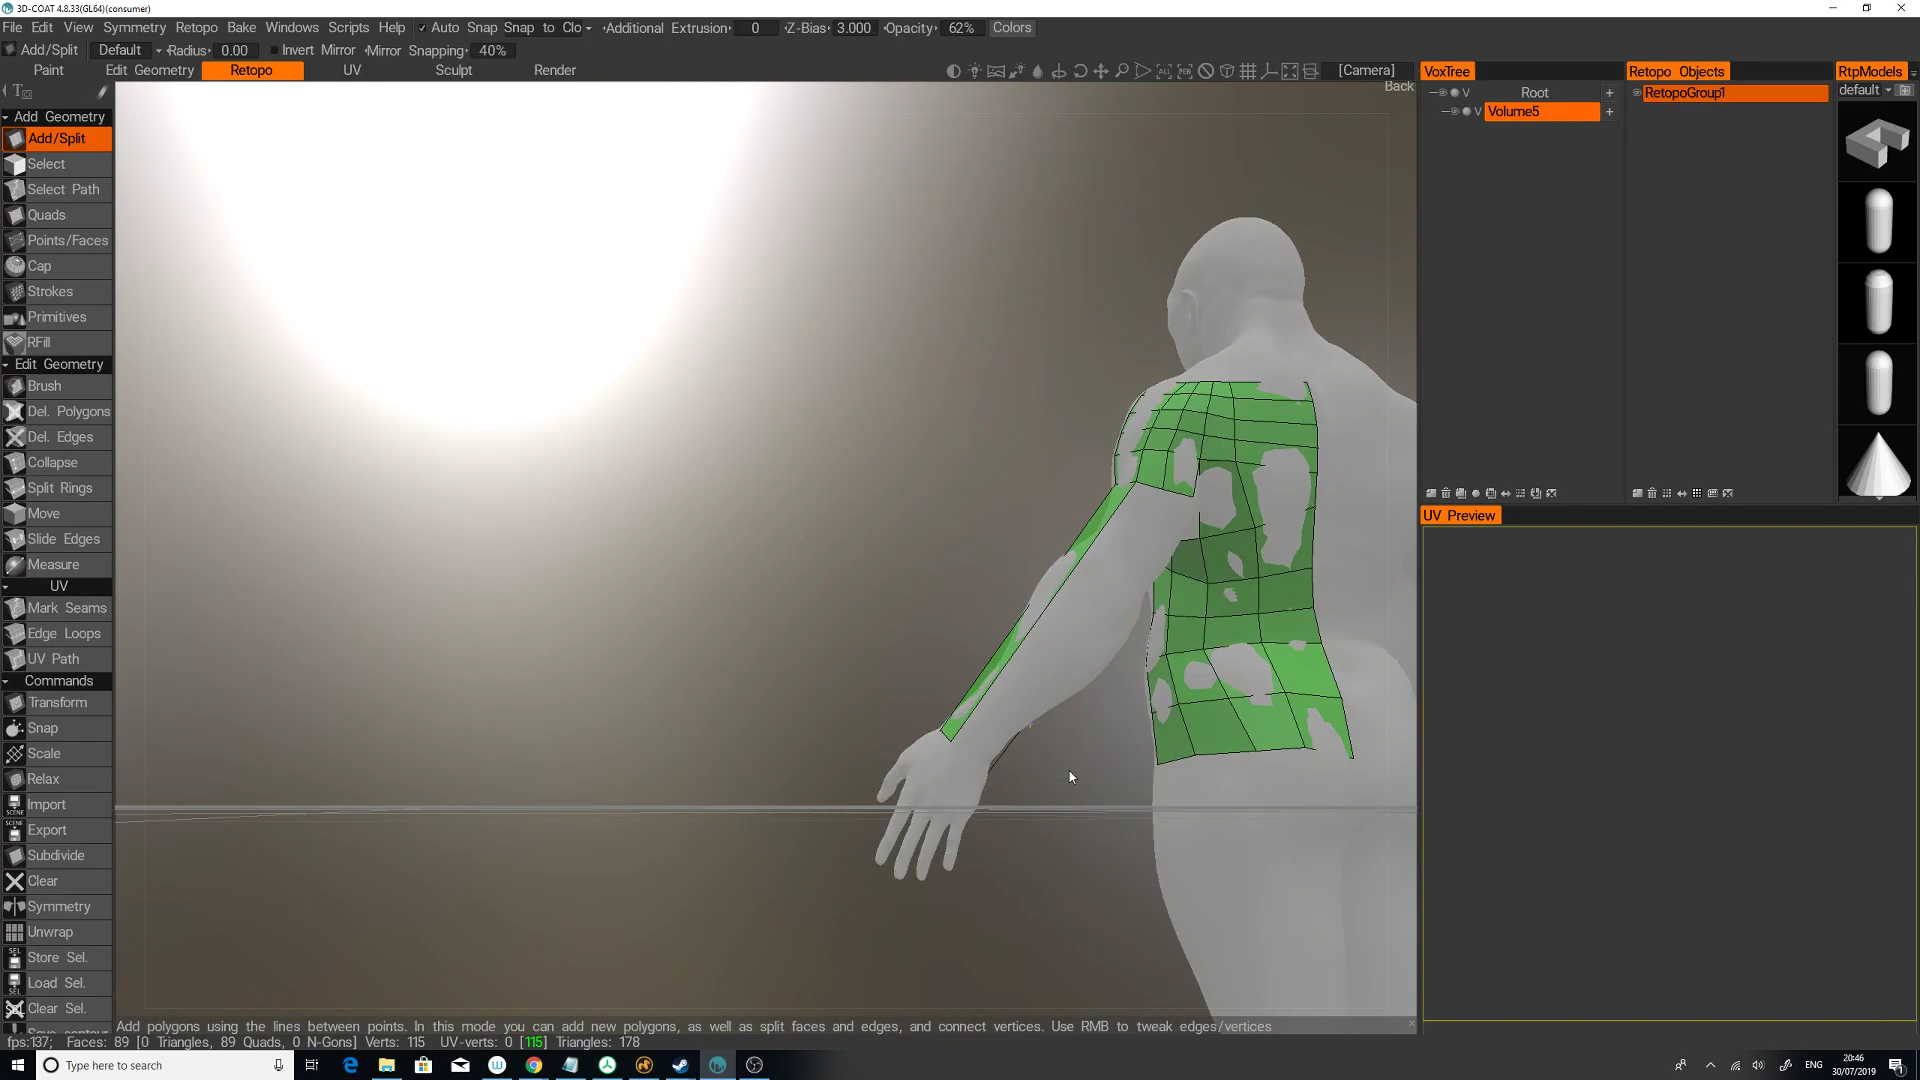 3D-COAT 4.8.33(GL64)(consumer)
File Edit View Symmetry Retopo Bake Windows Scripts Help Auto Snap Snap to Clo Additional Extrusion 0 Z-Bias 3.000 Opacity 62% Colors
Add/Split Default Radius 0.00 Invert Mirror Mirror Snapping 40%
Paint Edit Geometry Retopo UV Sculpt Render [Camera] VoxTree Retopo Objects RtpModels
Back
Root + RetopoGroup1 default
Volume5 +
Add Geometry
Add/Split
Select
Select Path
Quads
Points/Faces
Cap
Strokes
Primitives
RFill
Edit Geometry
Brush
Del. Polygons
Del. Edges
Collapse
Split Rings
Move
Slide Edges
Measure
UV
Mark Seams
Edge Loops
UV Path
Commands
Transform
Snap
Scale
Relax
Import
Export
Subdivide
Clear
Symmetry
Unwrap
Store Sel.
Load Sel.
Clear Sel.
UV Preview
Add polygons using the lines between points. In this mode you can add new polygons, as well as split faces and edges, and connect vertices. Use RMB to tweak edges/vertices
fps:137; Faces: 89 [0 Triangles, 89 Quads, 0 N-Gons] Verts: 115 UV-verts: 0 [115] Triangles: 178
Type here to search
ENG
20:46
30/07/2019